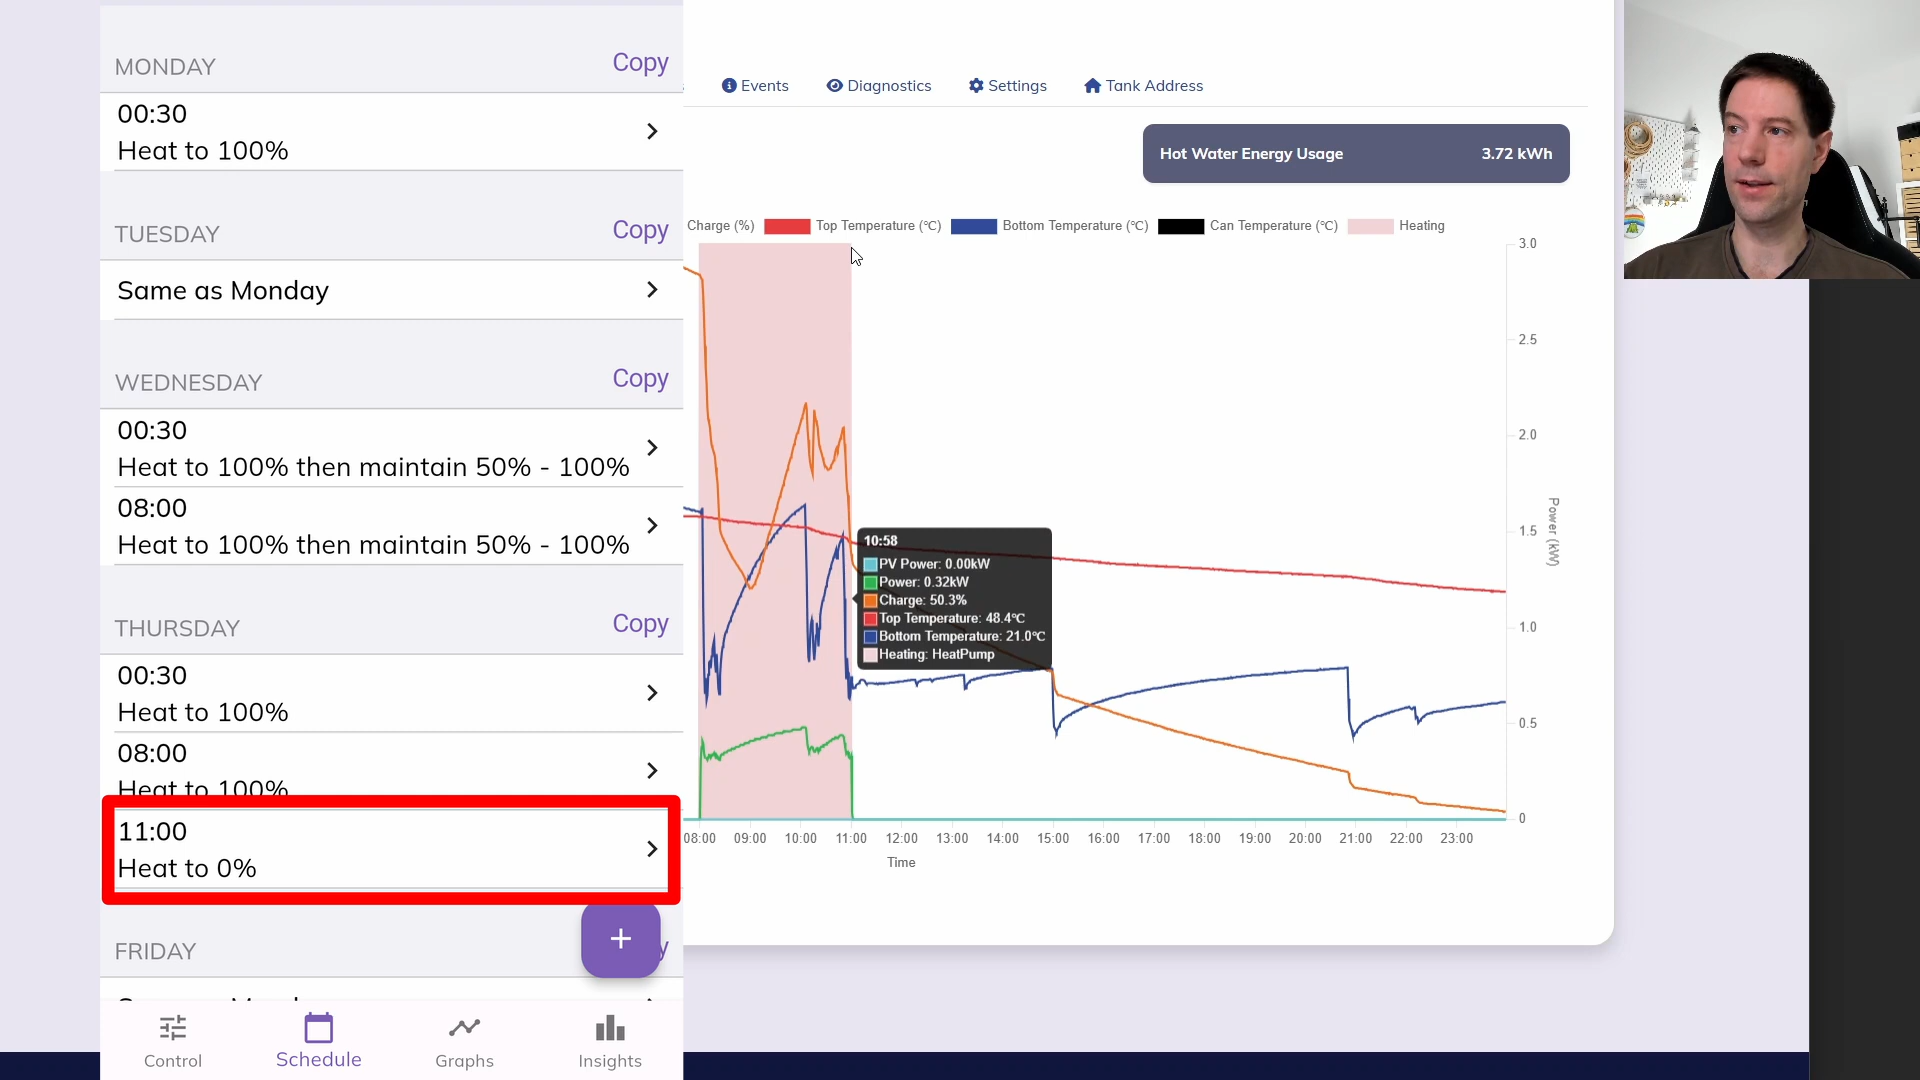 MONDAY
Copy
00:30
Heat to 100%
TUESDAY
Copy
Same as Monday
WEDNESDAY
Copy
00:30
Heat to 100% then maintain 50% - 100%
08:00
Heat to 100% then maintain 50% - 100%
THURSDAY
Copy
00:30
Heat to 100%
08:00
Heat to 100%
11:00
Heat to 0%
FRIDAY
+
Control
Schedule
Graphs
Insights
Events
Diagnostics
Settings
Tank Address
Hot Water Energy Usage 3.72 kWh
Charge (%) Top Temperature (°C) Bottom Temperature (°C) Can Temperature (°C) Heating
3.0
2.5
2.0
1.5
1.0
0.5
0
Power (kW)
10:58
PV Power: 0.00kW
Power: 0.32kW
Charge: 50.3%
Top Temperature: 48.4°C
Bottom Temperature: 21.0°C
Heating: HeatPump
08:00 09:00 10:00 11:00 12:00 13:00 14:00 15:00 16:00 17:00 18:00 19:00 20:00 21:00 22:00 23:00
Time